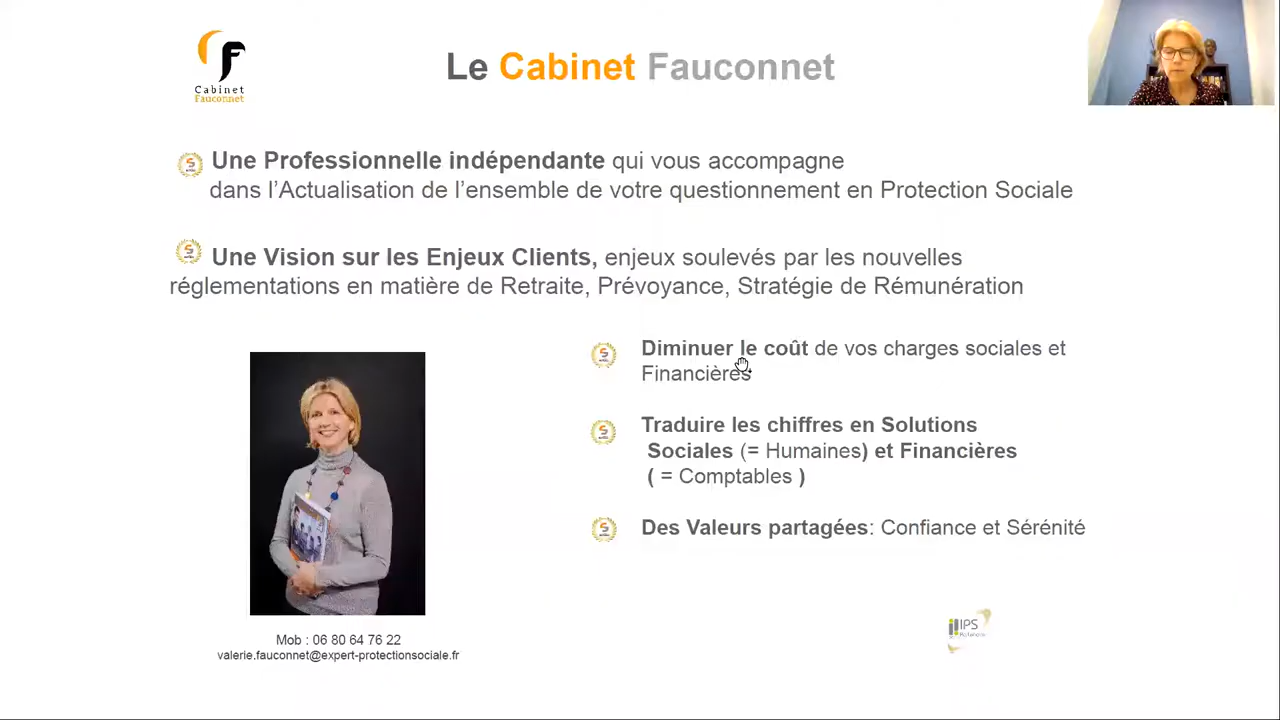 Le Cabinet Fauconnet
Cabinet
Fauconnet
Une Professionnelle indépendante qui vous accompagne
dans l’Actualisation de l’ensemble de votre questionnement en Protection Sociale
Une Vision sur les Enjeux Clients, enjeux soulevés par les nouvelles
réglementations en matière de Retraite, Prévoyance, Stratégie de Rémunération
Diminuer le coût de vos charges sociales et
Financières
Traduire les chiffres en Solutions
Sociales (= Humaines) et Financières
( = Comptables )
Des Valeurs partagées: Confiance et Sérénité
Mob : 06 80 64 76 22
valerie.fauconnet@expert-protectionsociale.fr
IPS